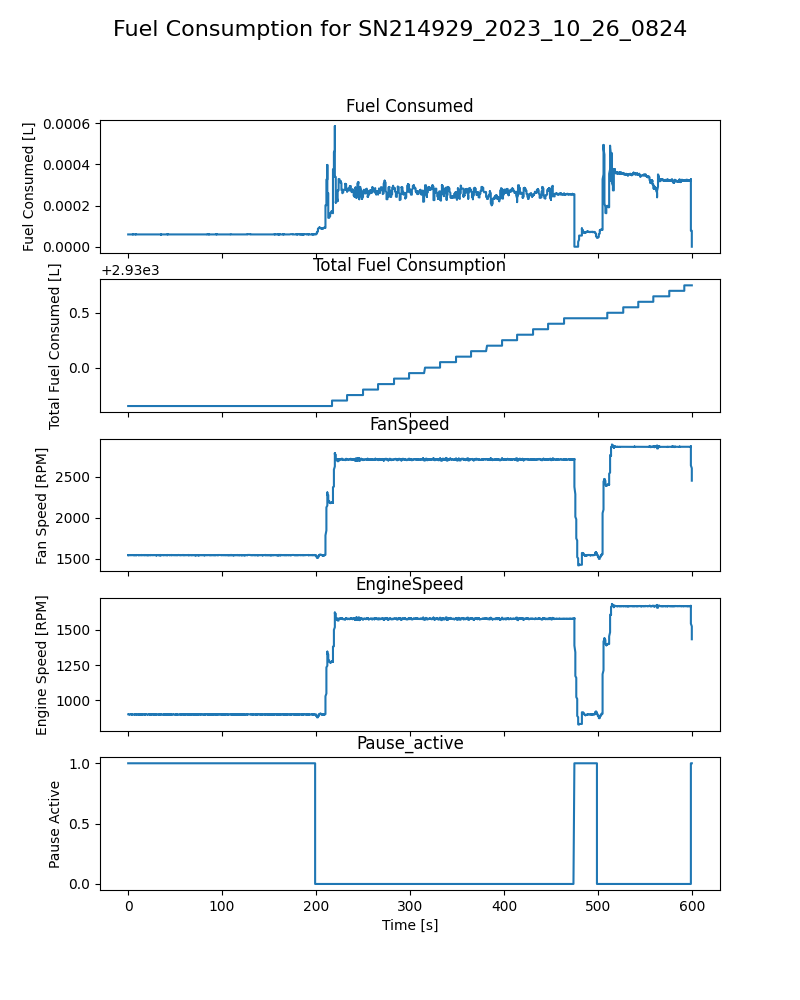 Fuel Consumption for SN214929_2023_10_26_0824
Fuel Consumed
Fuel Consumed [L]
0.0006
0.0004
0.0002
0.0000
Total Fuel Consumption
+2.93e3
Total Fuel Consumed [L]
0.5
0.0
FanSpeed
Fan Speed [RPM]
2500
2000
1500
EngineSpeed
Engine Speed [RPM]
1500
1250
1000
Pause_active
Pause Active
1.0
0.5
0.0
0 100 200 300 400 500 600
Time [s]